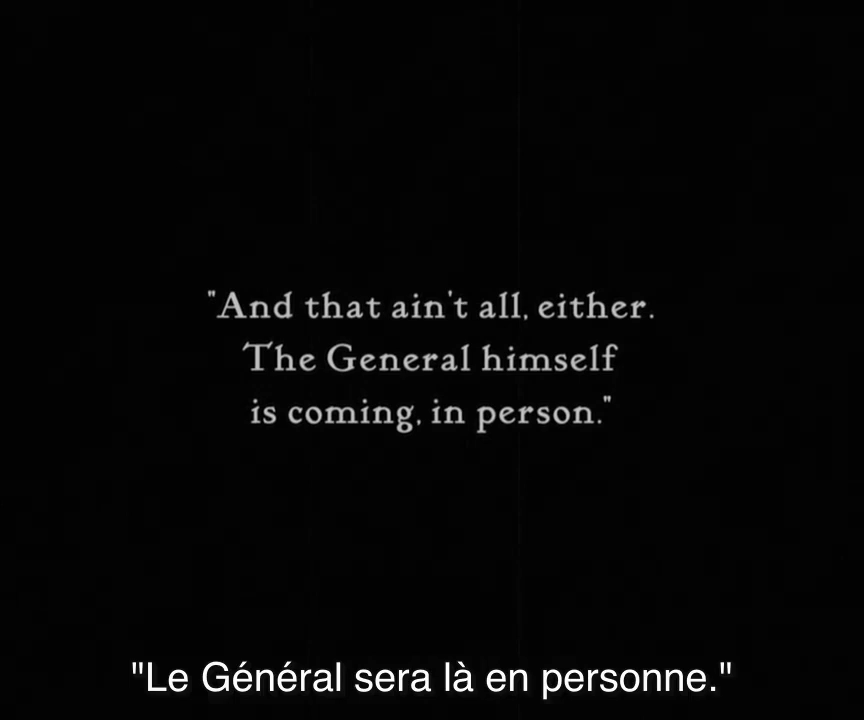 "And that ain't all, either.
The General himself
is coming, in person."
"Le Général sera là en personne."